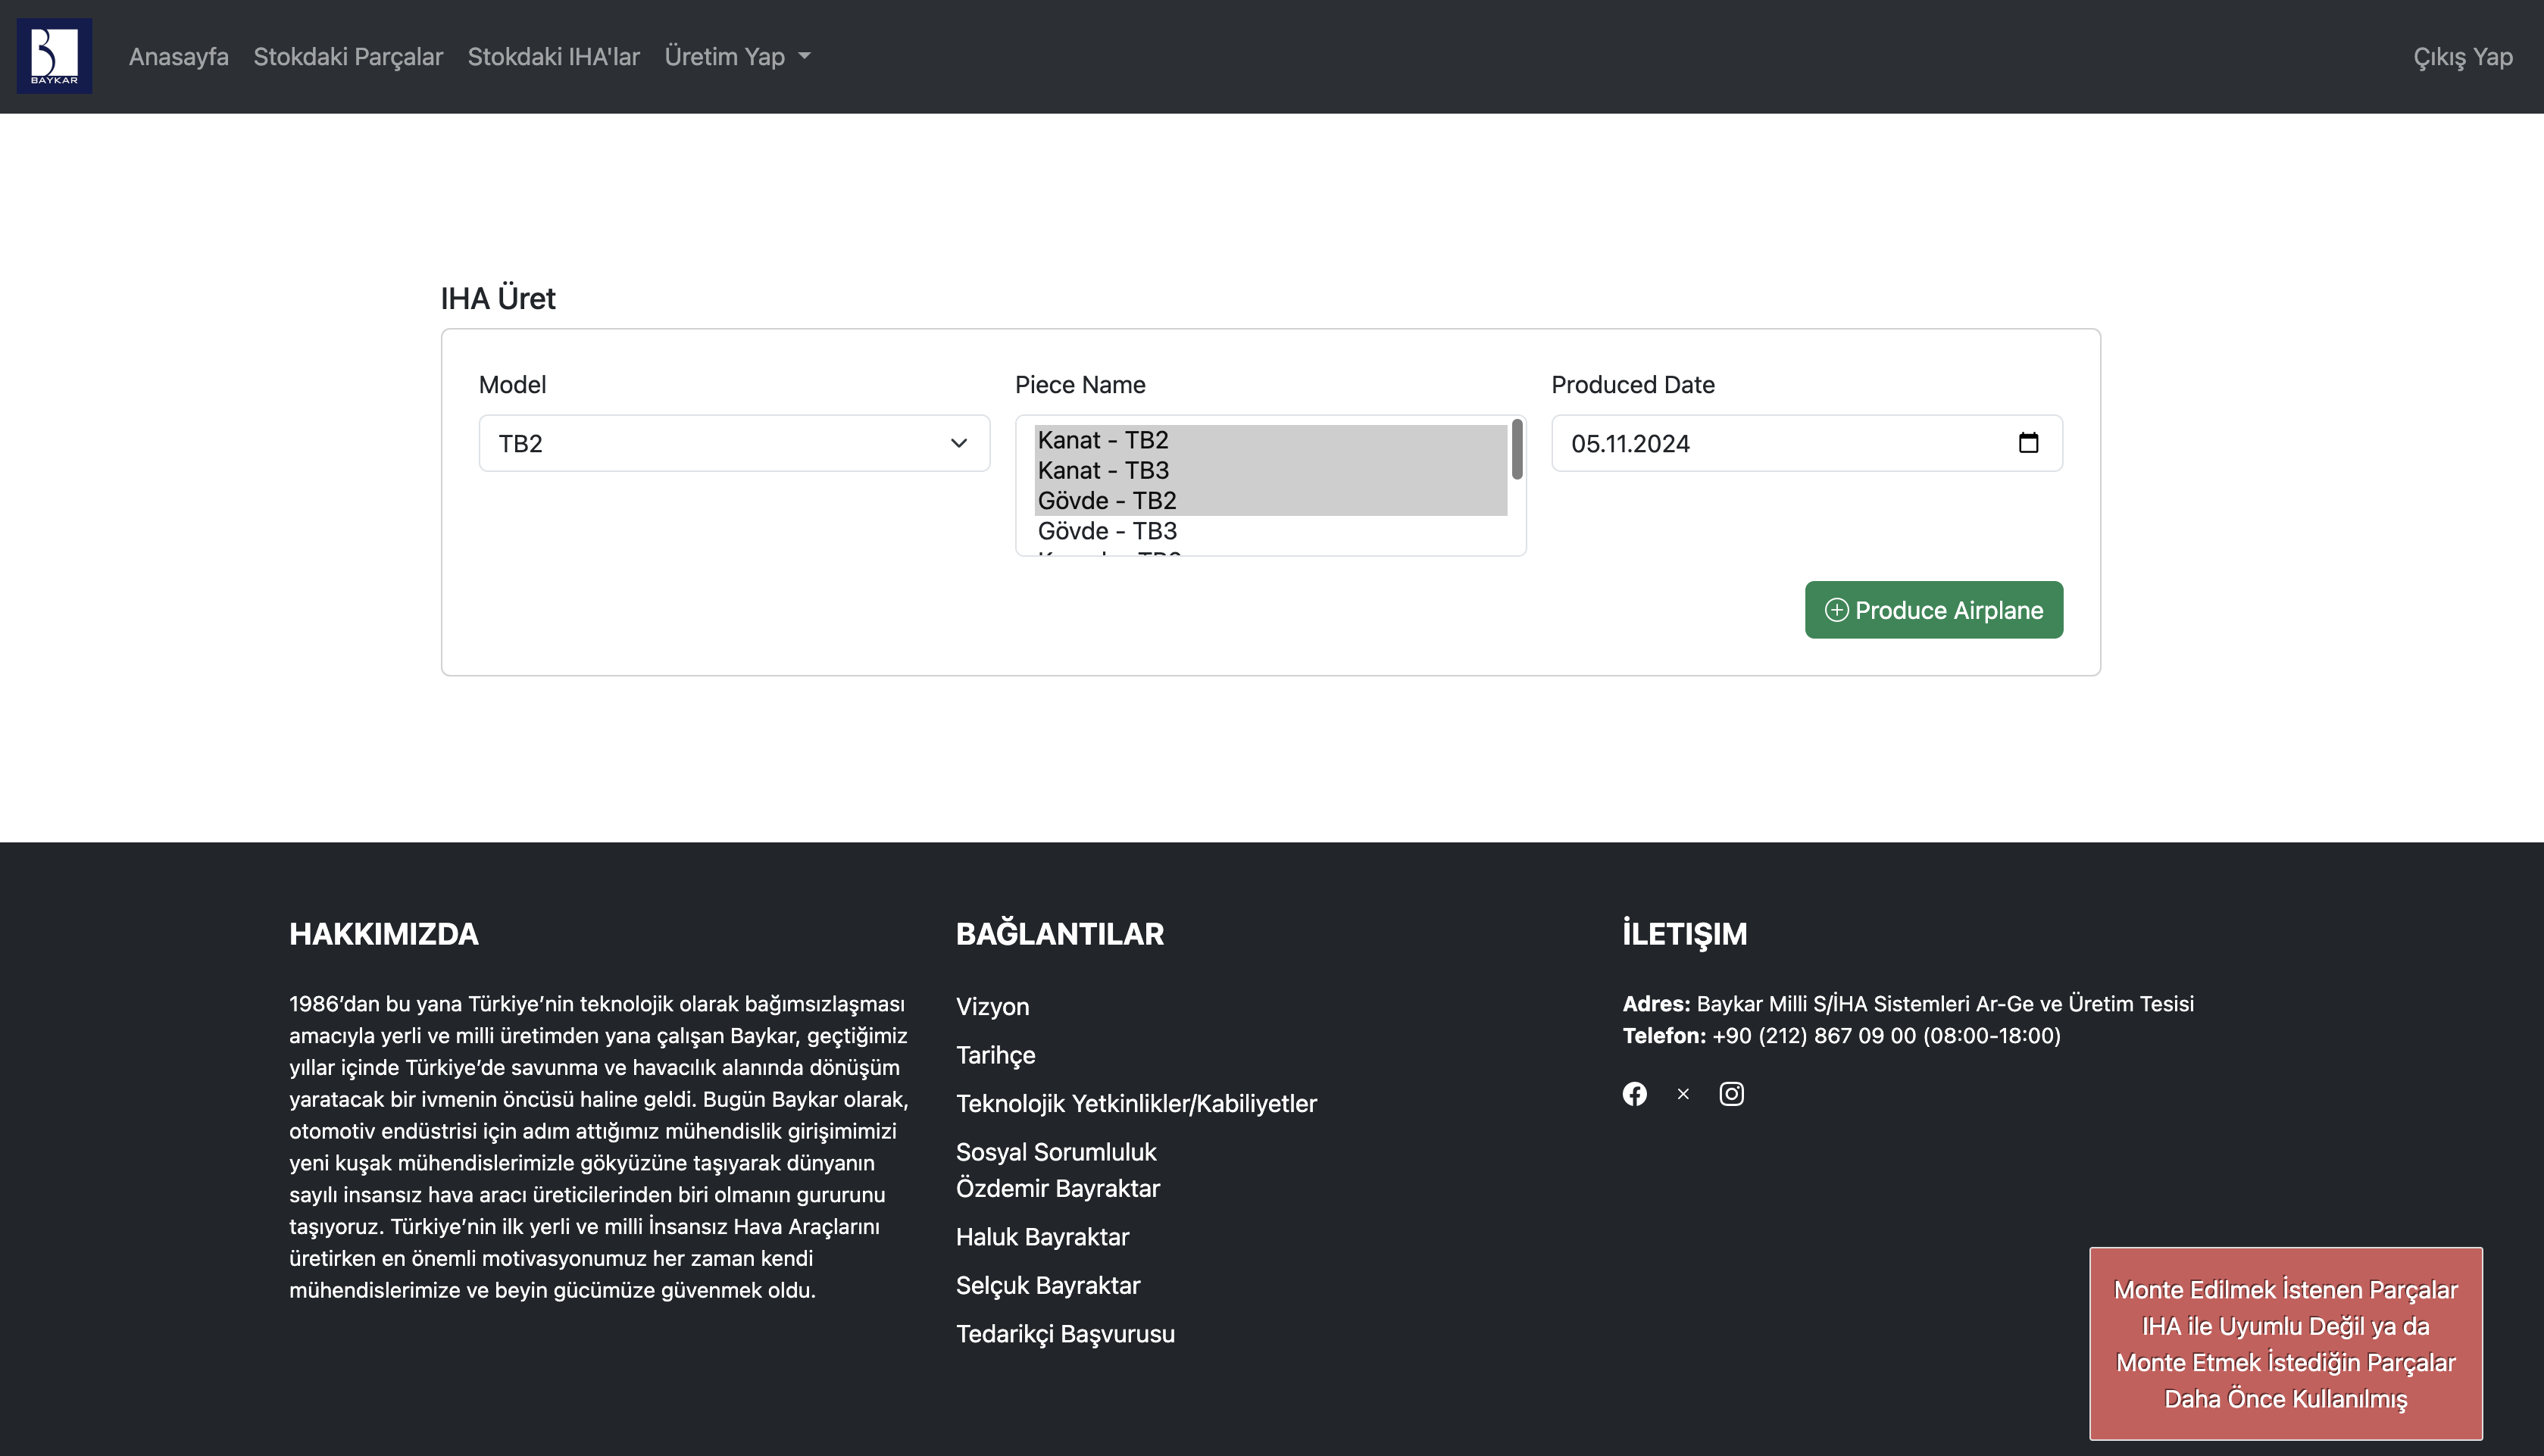 BAYKAR
Anasayfa
Stokdaki Parçalar
Stokdaki IHA'lar
Üretim Yap
Çıkış Yap
IHA Üret
Model
TB2
Piece Name
Kanat - TB2
Kanat - TB3
Gövde - TB2
Gövde - TB3
Produced Date
05.11.2024
Produce Airplane
HAKKIMIZDA
1986’dan bu yana Türkiye’nin teknolojik olarak bağımsızlaşması
amacıyla yerli ve milli üretimden yana çalışan Baykar, geçtiğimiz
yıllar içinde Türkiye’de savunma ve havacılık alanında dönüşüm
yaratacak bir ivmenin öncüsü haline geldi. Bugün Baykar olarak,
otomotiv endüstrisi için adım attığımız mühendislik girişimimizi
yeni kuşak mühendislerimizle gökyüzüne taşıyarak dünyanın
sayılı insansız hava aracı üreticilerinden biri olmanın gururunu
taşıyoruz. Türkiye’nin ilk yerli ve milli İnsansız Hava Araçlarını
üretirken en önemli motivasyonumuz her zaman kendi
mühendislerimize ve beyin gücümüze güvenmek oldu.
BAĞLANTILAR
Vizyon
Tarihçe
Teknolojik Yetkinlikler/Kabiliyetler
Sosyal Sorumluluk
Özdemir Bayraktar
Haluk Bayraktar
Selçuk Bayraktar
Tedarikçi Başvurusu
İLETIŞIM
Adres: Baykar Milli S/İHA Sistemleri Ar-Ge ve Üretim Tesisi
Telefon: +90 (212) 867 09 00 (08:00-18:00)
Monte Edilmek İstenen Parçalar
IHA ile Uyumlu Değil ya da
Monte Etmek İstediğin Parçalar
Daha Önce Kullanılmış